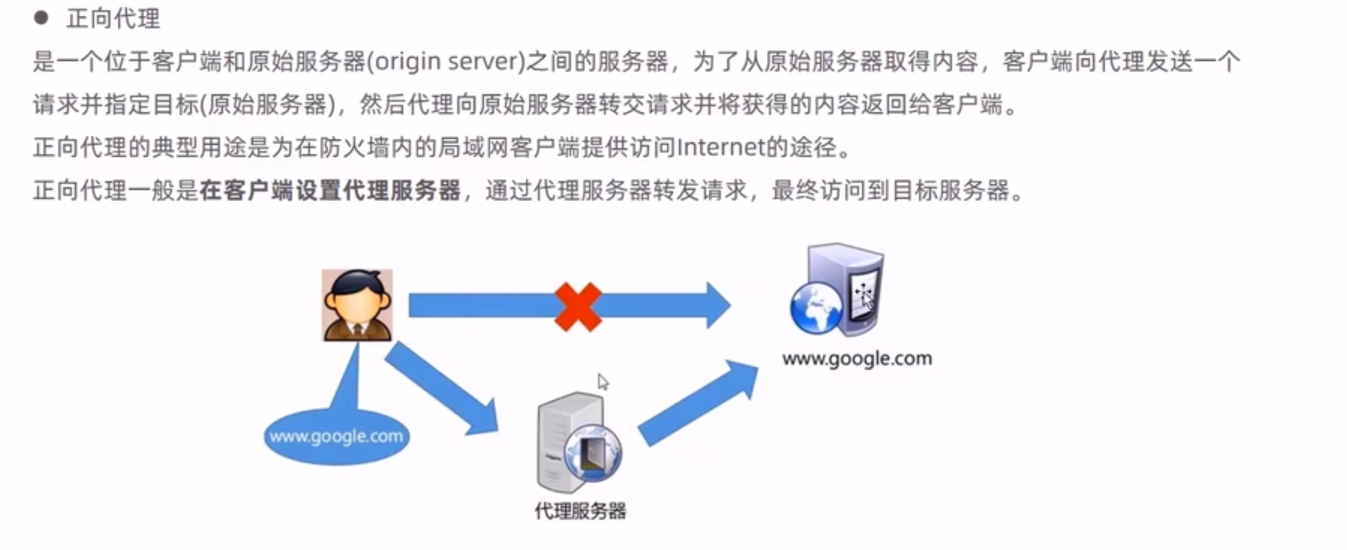 ● 正向代理
是一个位于客户端和原始服务器(origin server)之间的服务器，为了从原始服务器取得内容，客户端向代理发送一个
请求并指定目标(原始服务器)，然后代理向原始服务器转交请求并将获得的内容返回给客户端。
正向代理的典型用途是为在防火墙内的局域网客户端提供访问Internet的途径。
正向代理一般是在客户端设置代理服务器，通过代理服务器转发请求，最终访问到目标服务器。
www.google.com
www.google.com
代理服务器